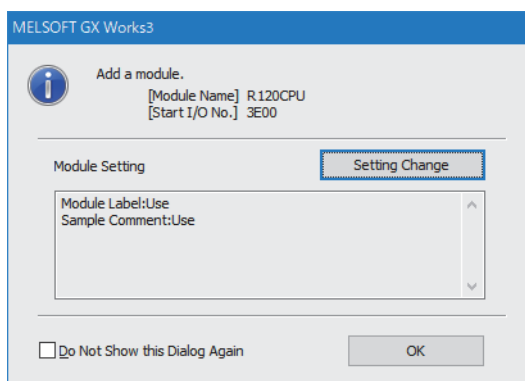 MELSOFT GX Works3
Add a module.
[Module Name] R120CPU
[Start I/O No.] 3E00
Module Setting
Setting Change
Module Label:Use
Sample Comment:Use
Do Not Show this Dialog Again
OK